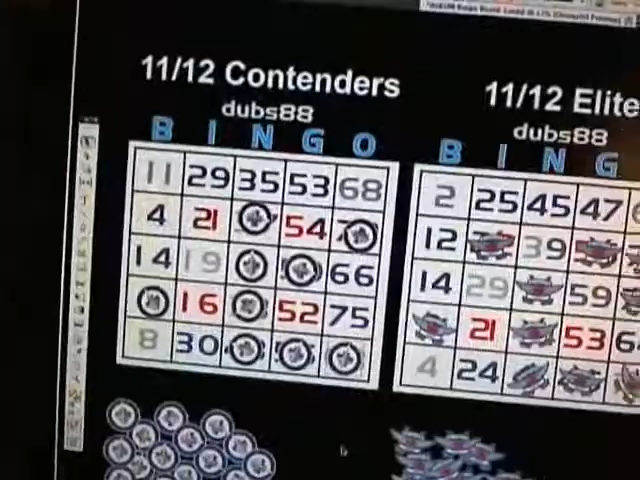 11/12 Contenders
dubs88
B I N G O
11 29 35 53 68
4 21 54
14 19 66
16 52 75
8 30
11/12 Elite
dubs88
B I N G
2 25 45 47
12 39
14 29 59
21 53
4 24